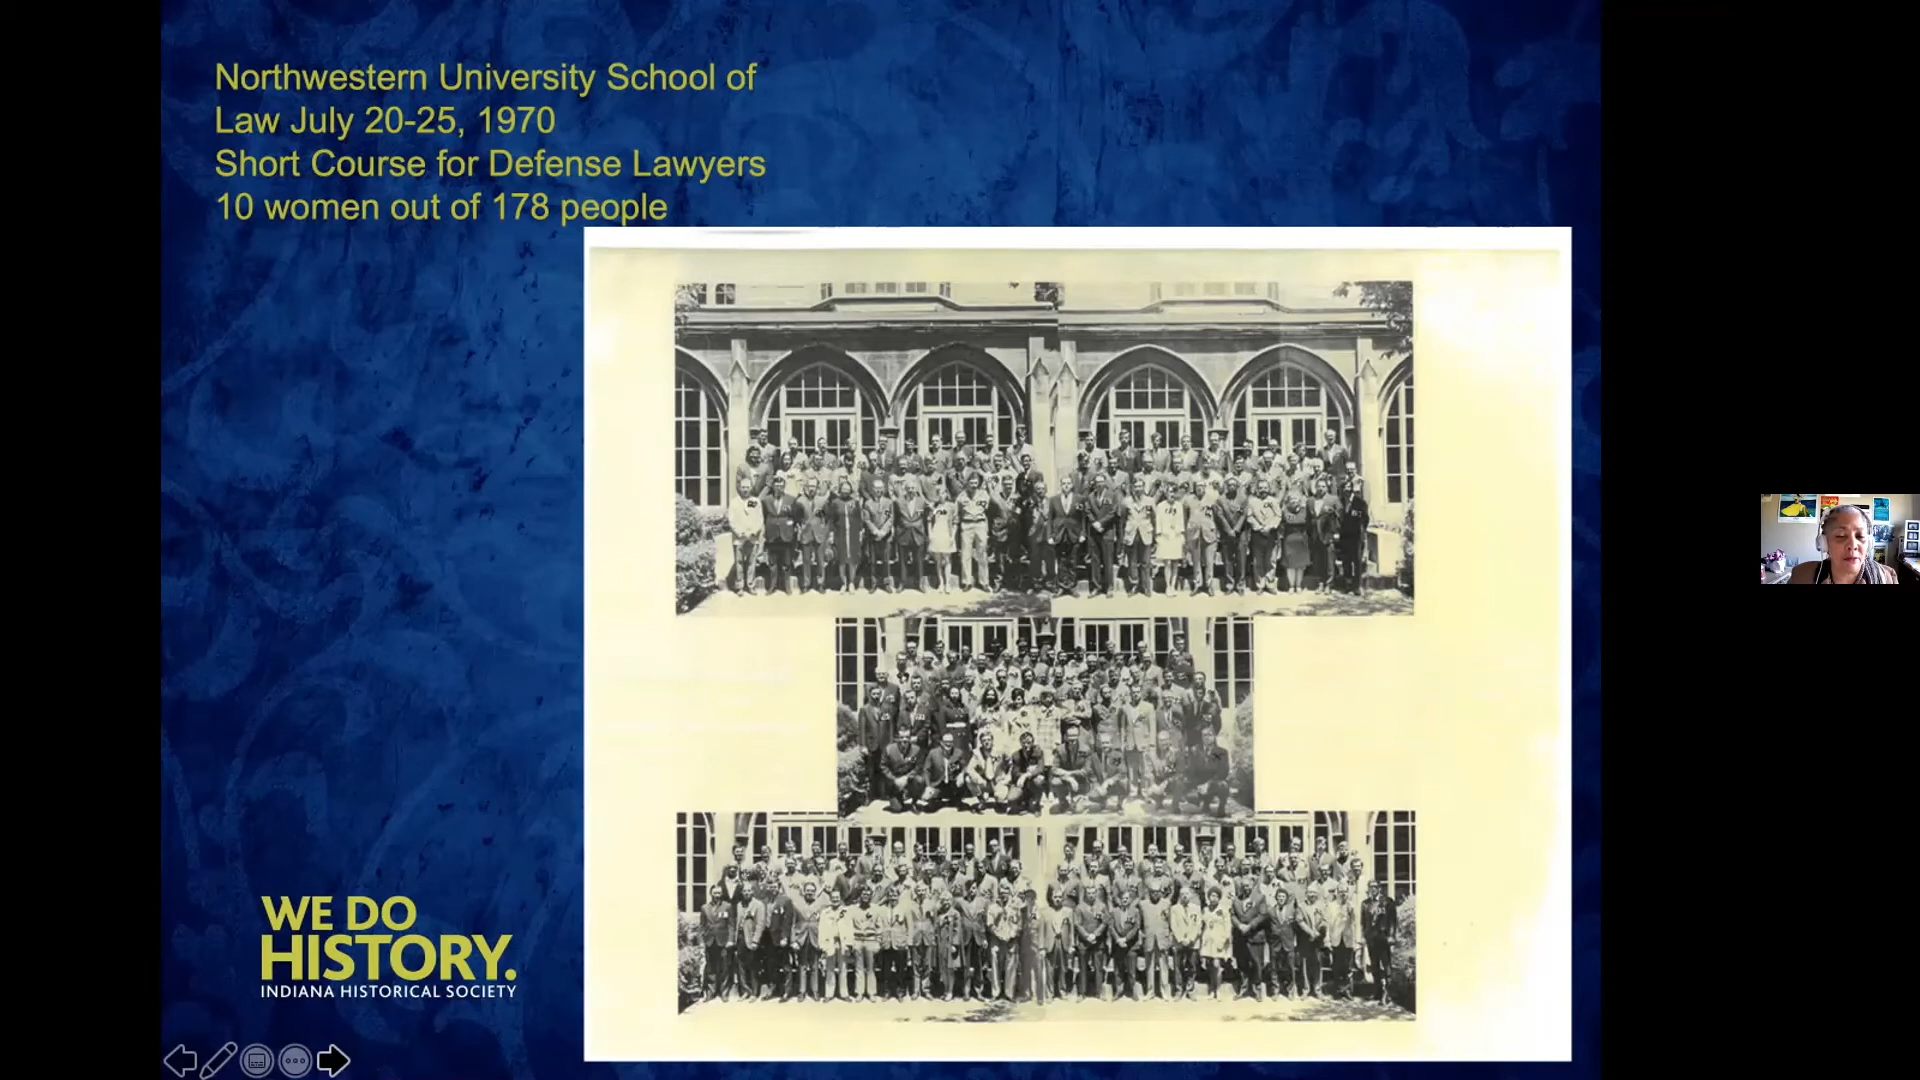 Northwestern University School of
Law July 20-25, 1970
Short Course for Defense Lawyers
10 women out of 178 people
WE DO
HISTORY.
INDIANA HISTORICAL SOCIETY